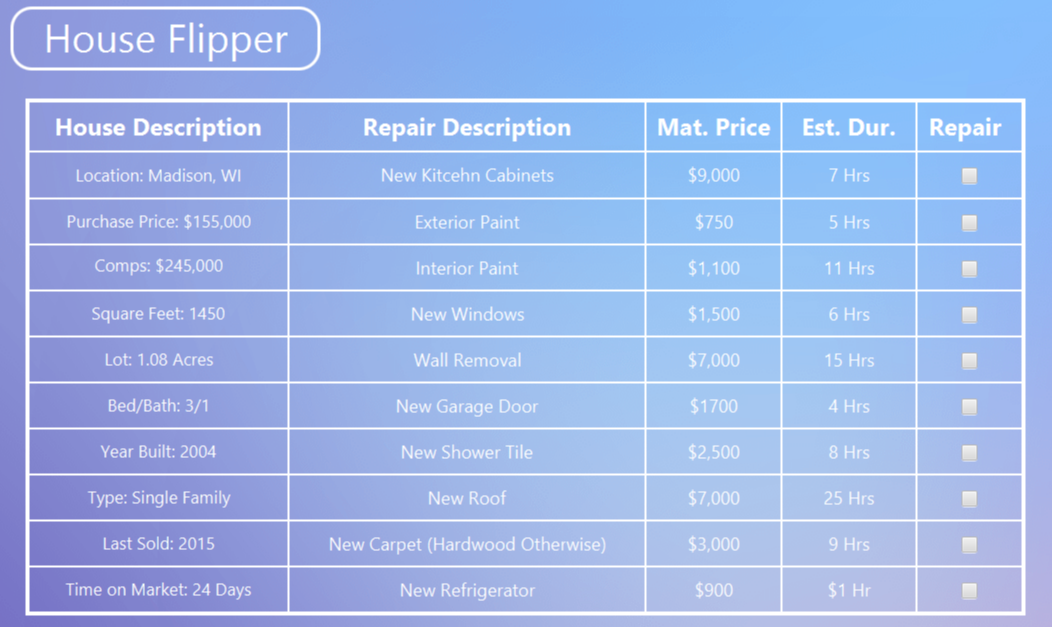 House Flipper
House Description Repair Description Mat. Price Est. Dur. Repair
Location: Madison, WI New Kitcehn Cabinets $9,000 7 Hrs
Purchase Price: $155,000 Exterior Paint $750 5 Hrs
Comps: $245,000 Interior Paint $1,100 11 Hrs
Square Feet: 1450 New Windows $1,500 6 Hrs
Lot: 1.08 Acres Wall Removal $7,000 15 Hrs
Bed/Bath: 3/1 New Garage Door $1700 4 Hrs
Year Built: 2004 New Shower Tile $2,500 8 Hrs
Type: Single Family New Roof $7,000 25 Hrs
Last Sold: 2015 New Carpet (Hardwood Otherwise) $3,000 9 Hrs
Time on Market: 24 Days New Refrigerator $900 $1 Hr